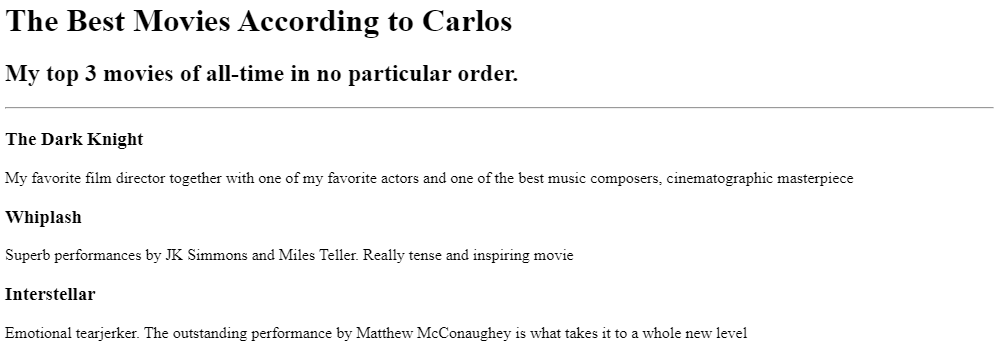 The Best Movies According to Carlos
My top 3 movies of all-time in no particular order.
The Dark Knight
My favorite film director together with one of my favorite actors and one of the best music composers, cinematographic masterpiece
Whiplash
Superb performances by JK Simmons and Miles Teller. Really tense and inspiring movie
Interstellar
Emotional tearjerker. The outstanding performance by Matthew McConaughey is what takes it to a whole new level